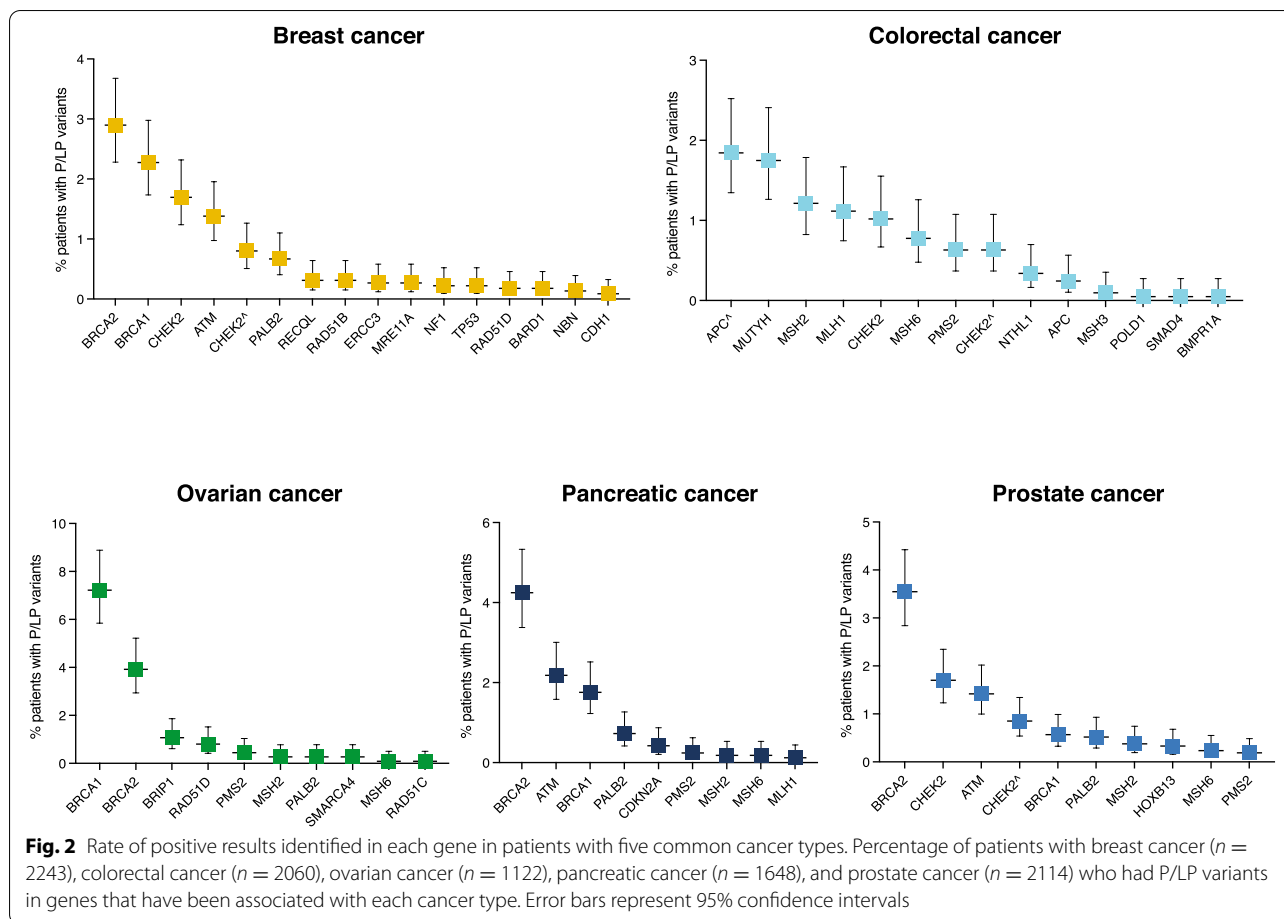 Breast cancer
% patients with P/LP variants
4
3
2
1
0
BRCA2 BRCA1 CHEK2 ATM CHEK2^ PALB2 RECQL RAD51B ERCC3 MRE11A NF1 TP53 RAD51D BARD1 NBN CDH1
Colorectal cancer
% patients with P/LP variants
3
2
1
0
APC^ MUTYH MSH2 MLH1 CHEK2 MSH6 PMS2 CHEK2^ NTHL1 APC MSH3 POLD1 SMAD4 BMPR1A
Ovarian cancer
% patients with P/LP variants
10
8
6
4
2
0
BRCA1 BRCA2 BRIP1 RAD51D PMS2 MSH2 PALB2 SMARCA4 MSH6 RAD51C
Pancreatic cancer
% patients with P/LP variants
6
4
2
0
BRCA2 ATM BRCA1 PALB2 CDKN2A PMS2 MSH2 MSH6 MLH1
Prostate cancer
% patients with P/LP variants
5
4
3
2
1
0
BRCA2 CHEK2 ATM CHEK2^ BRCA1 PALB2 MSH2 HOXB13 MSH6 PMS2
Fig. 2 Rate of positive results identified in each gene in patients with five common cancer types. Percentage of patients with breast cancer (n =
2243), colorectal cancer (n = 2060), ovarian cancer (n = 1122), pancreatic cancer (n = 1648), and prostate cancer (n = 2114) who had P/LP variants
in genes that have been associated with each cancer type. Error bars represent 95% confidence intervals